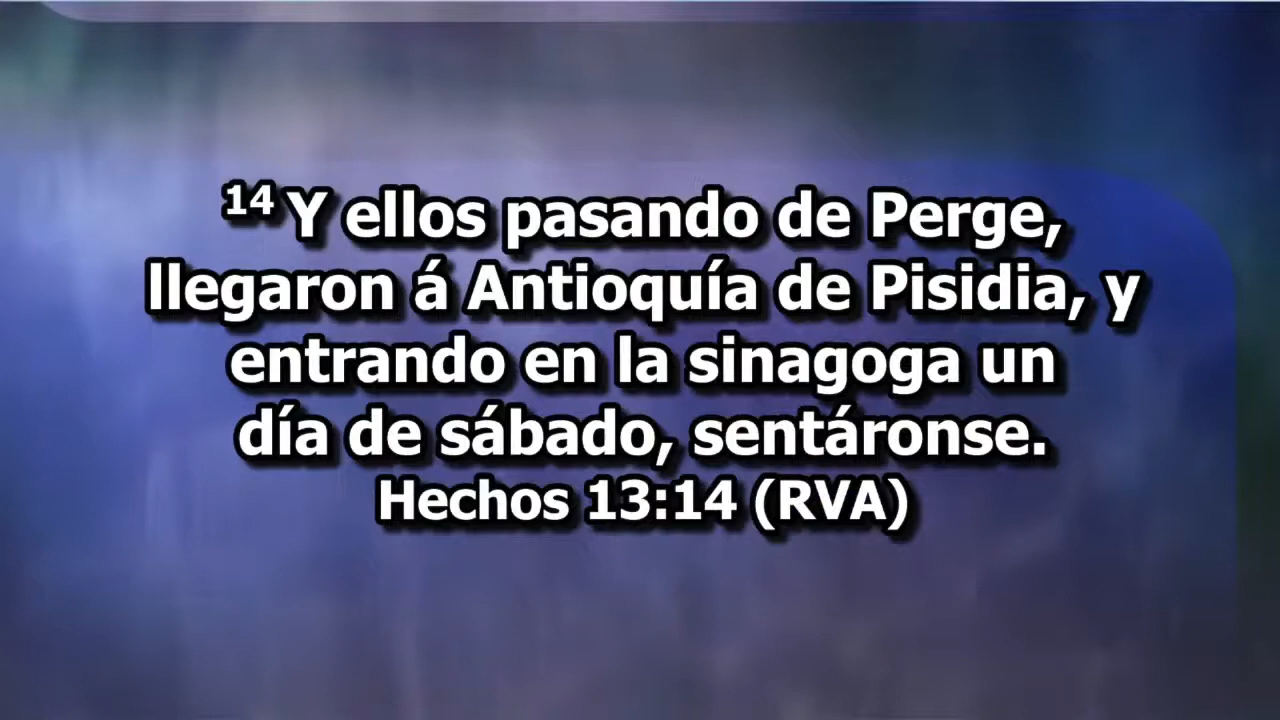 14 Y ellos pasando de Perge,
llegaron á Antioquía de Pisidia, y
entrando en la sinagoga un
día de sábado, sentáronse.
Hechos 13:14 (RVA)